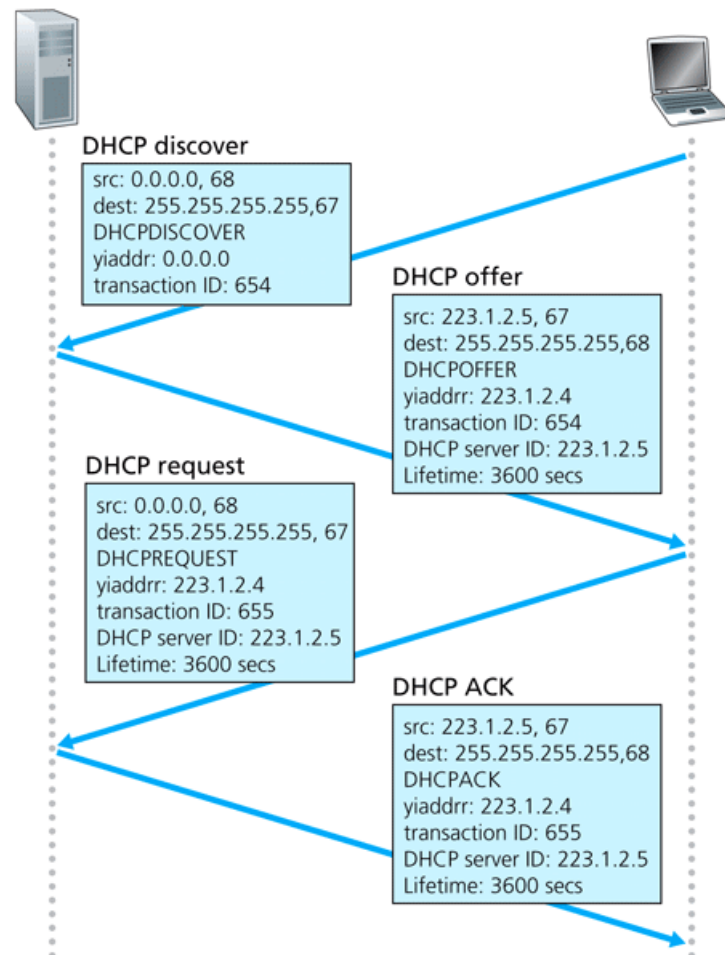 DHCP discover
src: 0.0.0.0, 68
dest: 255.255.255.255,67
DHCPDISCOVER
yiaddr: 0.0.0.0
transaction ID: 654
DHCP offer
src: 223.1.2.5, 67
dest: 255.255.255.255,68
DHCPOFFER
yiaddrr: 223.1.2.4
transaction ID: 654
DHCP server ID: 223.1.2.5
Lifetime: 3600 secs
DHCP request
src: 0.0.0.0, 68
dest: 255.255.255.255, 67
DHCPREQUEST
yiaddrr: 223.1.2.4
transaction ID: 655
DHCP server ID: 223.1.2.5
Lifetime: 3600 secs
DHCP ACK
src: 223.1.2.5, 67
dest: 255.255.255.255,68
DHCPACK
yiaddrr: 223.1.2.4
transaction ID: 655
DHCP server ID: 223.1.2.5
Lifetime: 3600 secs